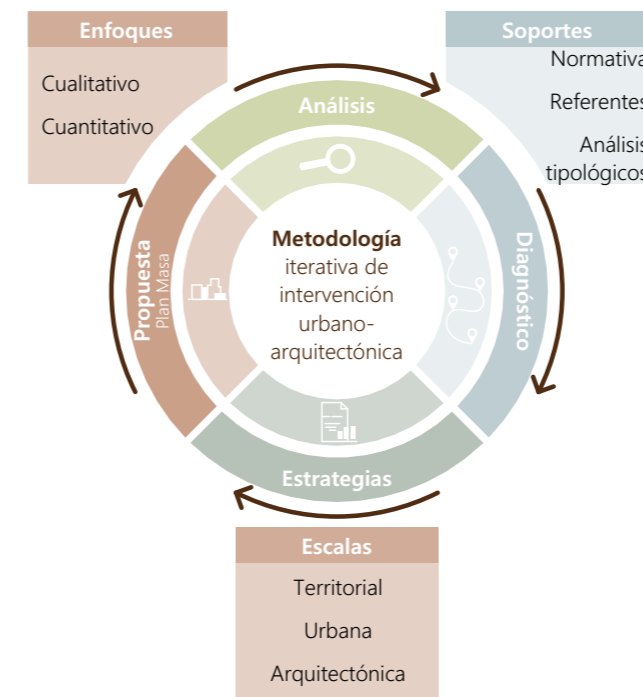 Enfoques
Cualitativo
Cuantitativo
Soportes
Normativa
Referentes
Análisis
tipológicos
Análisis
Diagnóstico
Metodología
iterativa de
intervención
urbano-
arquitectónica
Propuesta
Plan Masa
Estrategias
Escalas
Territorial
Urbana
Arquitectónica